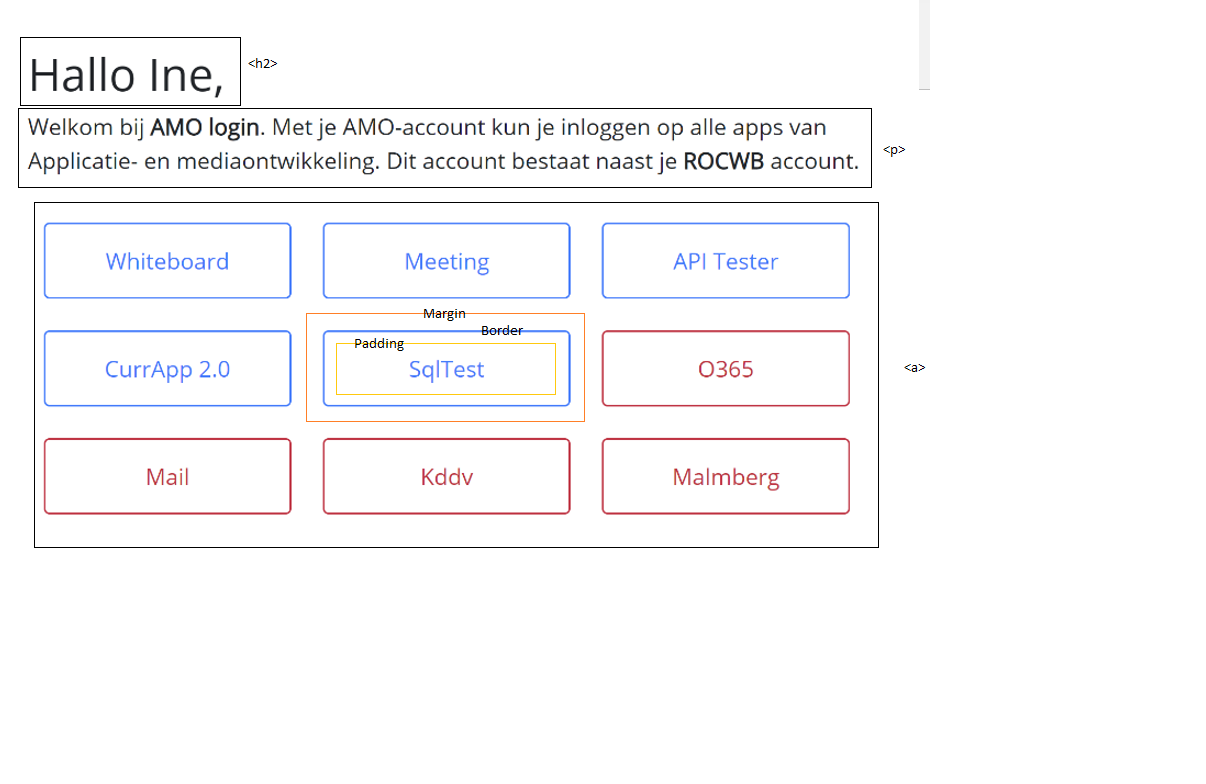 Hallo Ine,
<h2>
Welkom bij AMO login. Met je AMO-account kun je inloggen op alle apps van
Applicatie- en mediaontwikkeling. Dit account bestaat naast je ROCWB account.
<p>
Whiteboard
Meeting
API Tester
Margin
Border
Padding
CurrApp 2.0
SqlTest
O365
<a>
Mail
Kddv
Malmberg